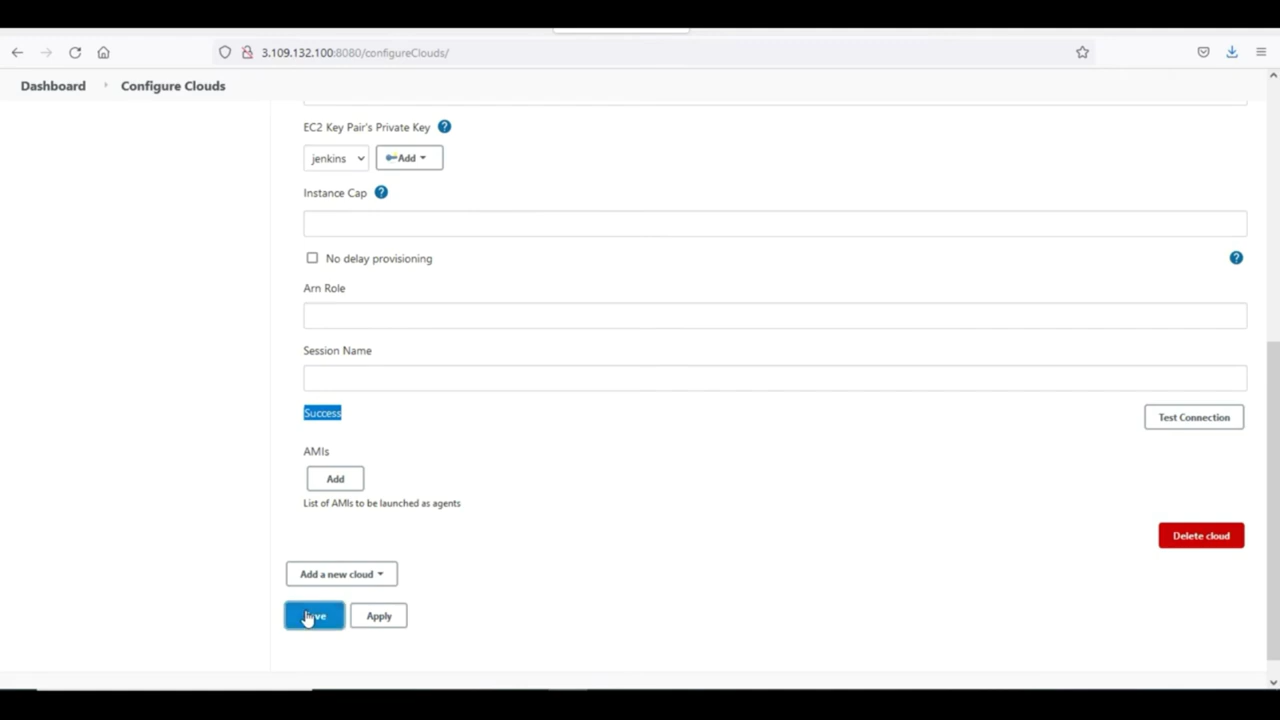 3.109.132.100:8080/configureClouds/
Dashboard Configure Clouds
EC2 Key Pair's Private Key ?
jenkins Add
Instance Cap ?
No delay provisioning ?
Arn Role
Session Name
Success Test Connection
AMIs
Add
List of AMIs to be launched as agents
Delete cloud
Add a new cloud
Apply